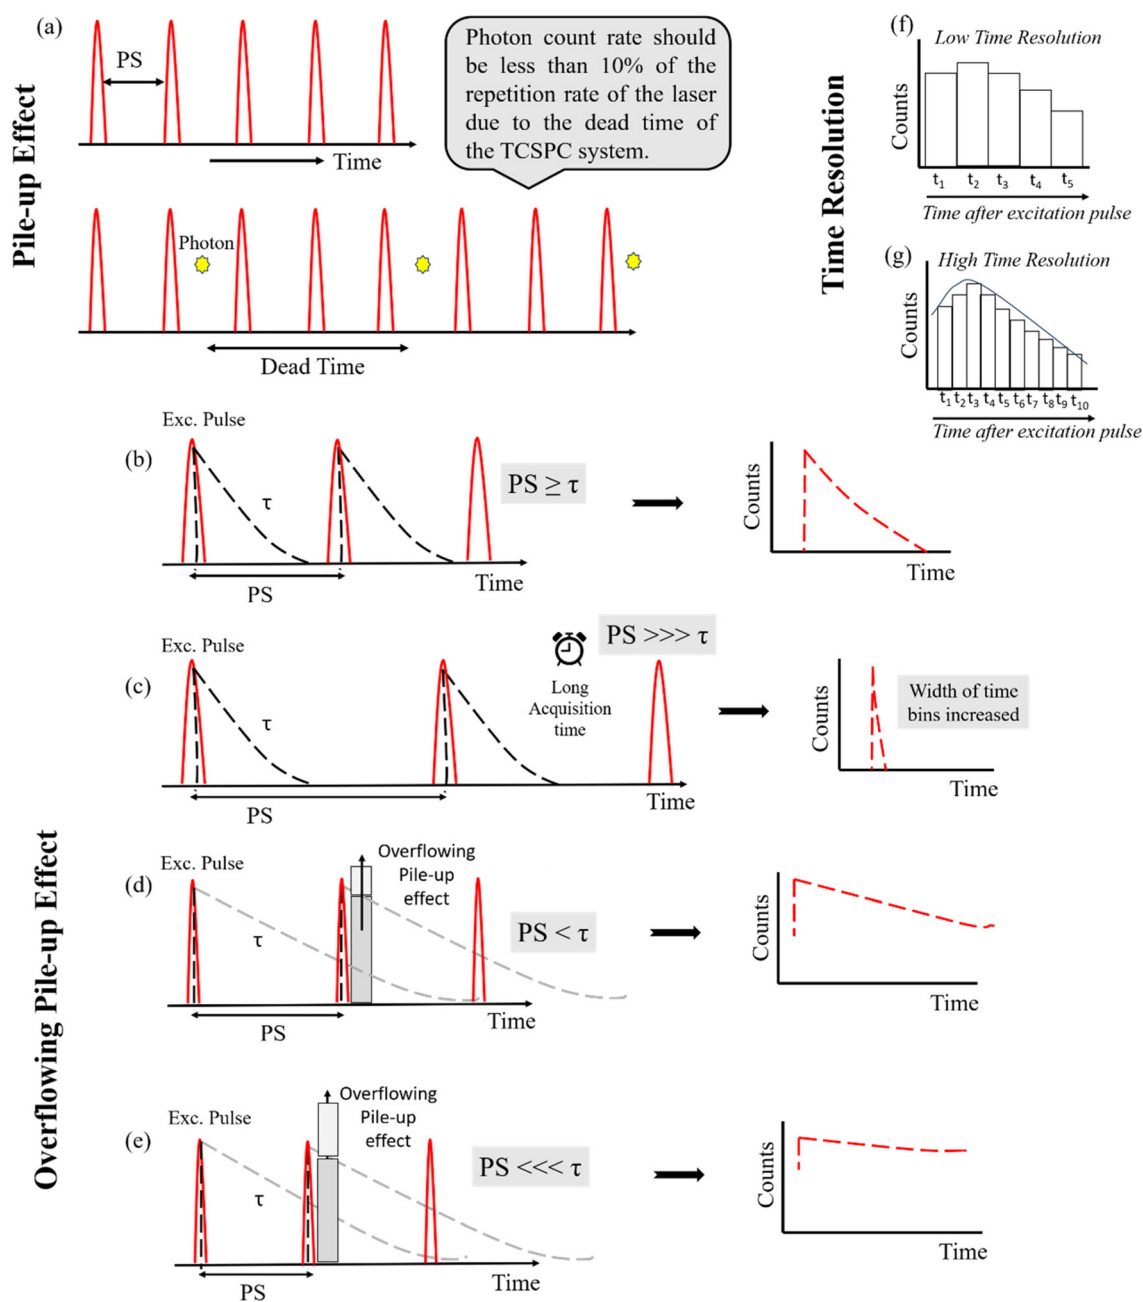 Pile-up Effect
(a)
PS
Time
Photon count rate should
be less than 10% of the
repetition rate of the laser
due to the dead time of
the TCSPC system.
Photon
Dead Time
Time Resolution
(f)
Low Time Resolution
Counts
t1 t2 t3 t4 t5
Time after excitation pulse
(g)
High Time Resolution
Counts
t1 t2 t3 t4 t5 t6 t7 t8 t9 t10
Time after excitation pulse
Overflowing Pile-up Effect
(b)
Exc. Pulse
τ
PS
Time
PS ≥ τ
Counts
Time
(c)
Exc. Pulse
τ
PS
Time
Long
Acquisition
time
PS >>> τ
Counts
Width of time
bins increased
Time
(d)
Exc. Pulse
τ
PS
Time
Overflowing
Pile-up
effect
PS < τ
Counts
Time
(e)
Exc. Pulse
τ
PS
Time
Overflowing
Pile-up
effect
PS <<< τ
Counts
Time